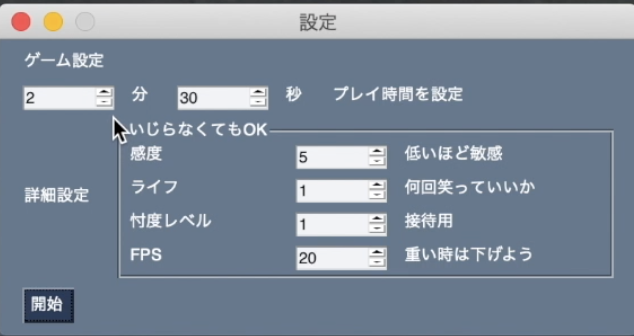 設定
ゲーム設定
2 分 30 秒 プレイ時間を設定
いじらなくてもOK
感度 5 低いほど敏感
詳細設定
ライフ 1 何回笑っていいか
忖度レベル 1 接待用
FPS 20 重い時は下げよう
開始